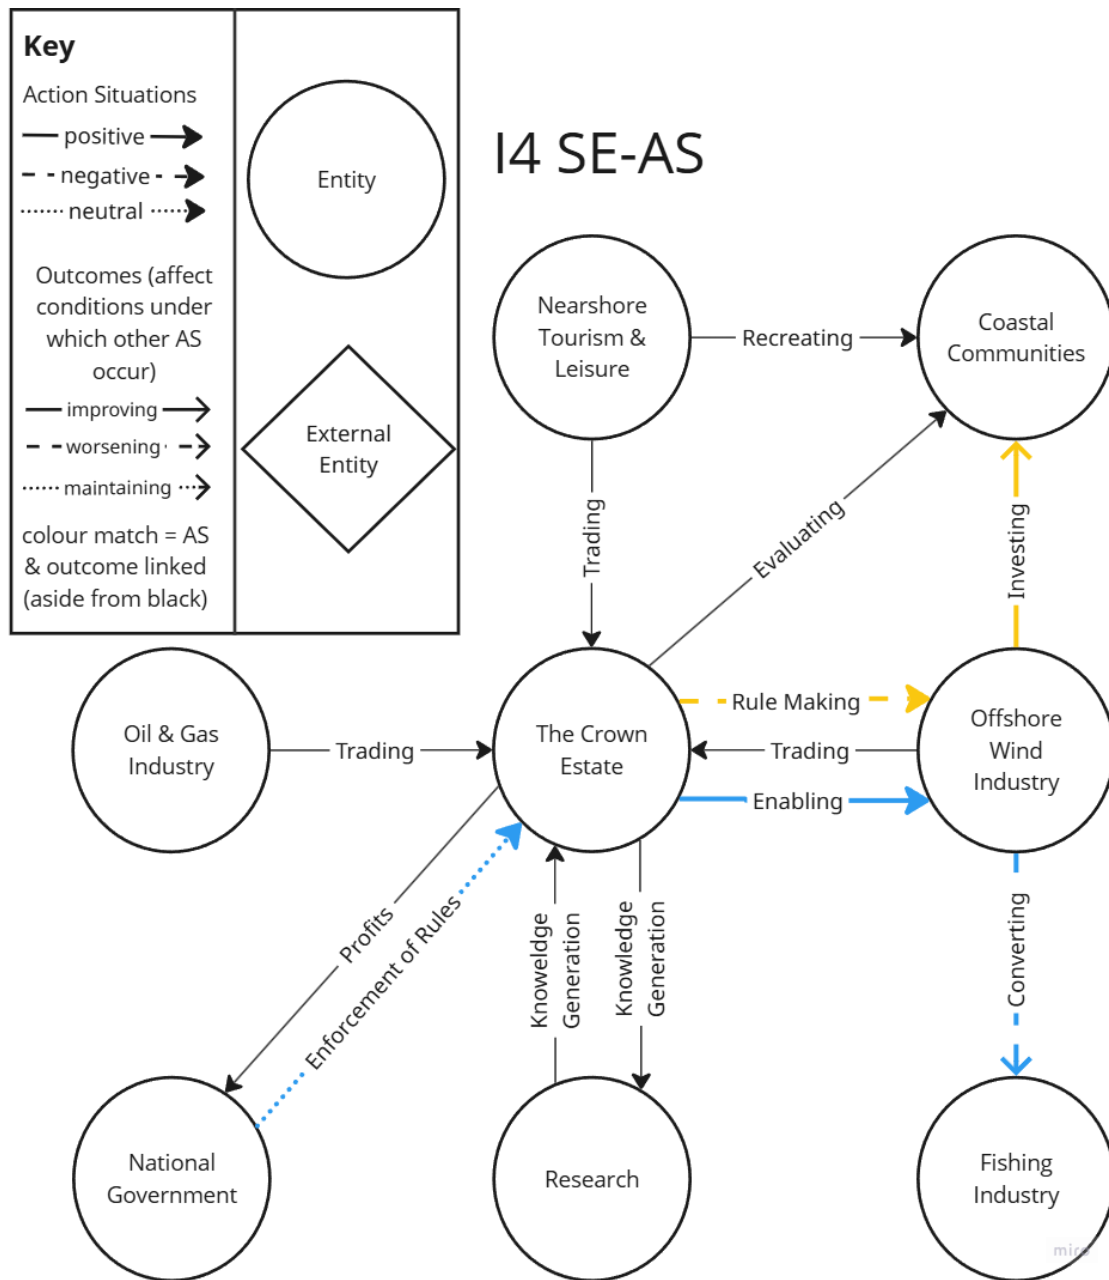 Key
Action Situations
positive
negative
neutral
Outcomes (affect
conditions under
which other AS
occur)
improving
worsening
maintaining
colour match = AS
& outcome linked
(aside from black)
Entity
External
Entity
I4 SE-AS
Nearshore
Tourism &
Leisure
Recreating
Coastal
Communities
Trading
Evaluating
Investing
Oil & Gas
Industry
Trading
The Crown
Estate
Rule Making
Trading
Enabling
Offshore
Wind
Industry
Profits
Enforcement of Rules
Knoweldge
Generation
Knowledge
Generation
Converting
National
Government
Research
Fishing
Industry
miro